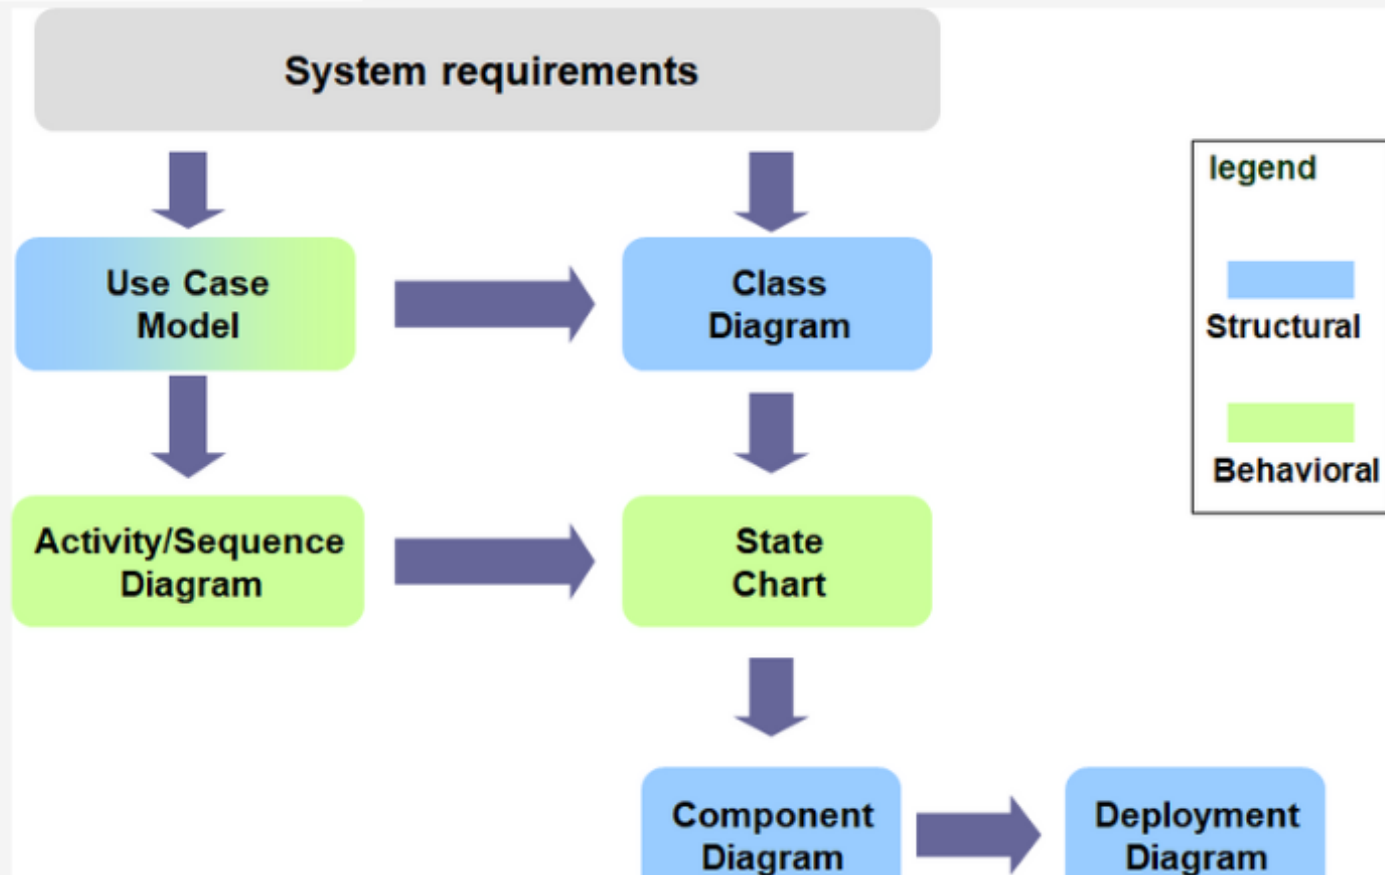 System requirements
legend
Use Case
Model
Class
Diagram
Structural
Behavioral
Activity/Sequence
Diagram
State
Chart
Component
Diagram
Deployment
Diagram